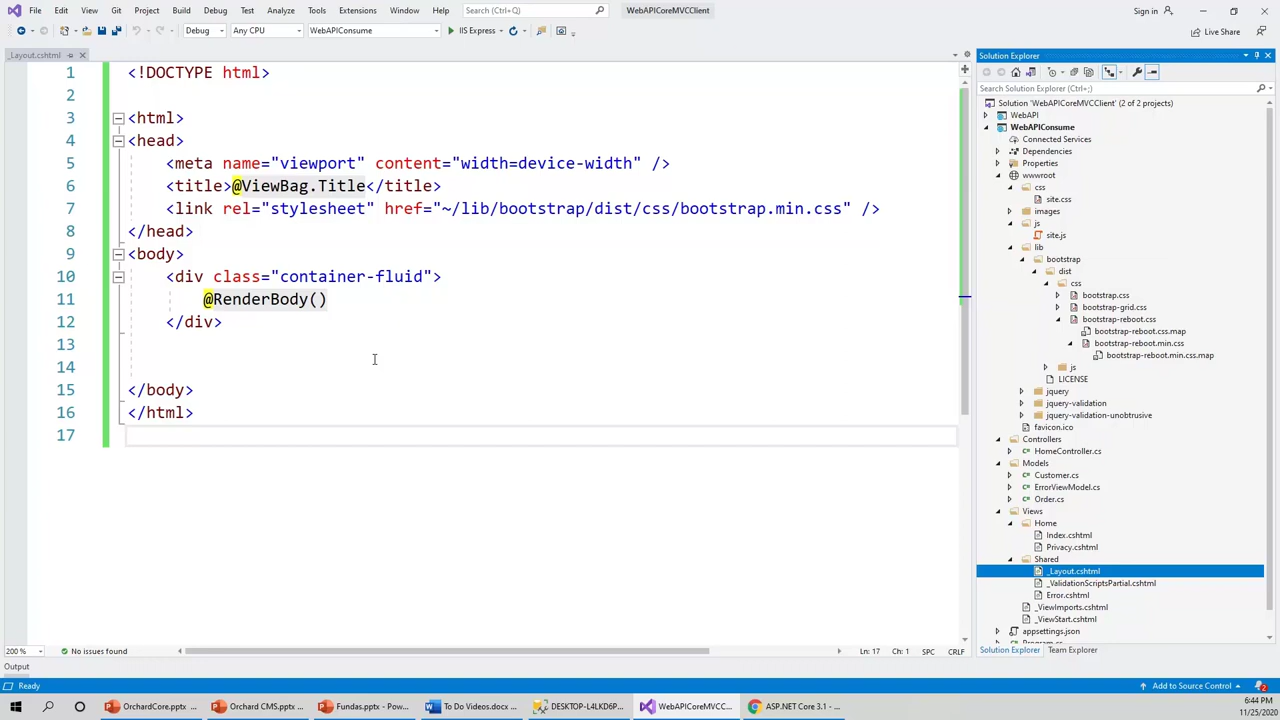 File Edit View Git Project Build Debug Test Analyze Tools Extensions Window Help Search (Ctrl+Q) WebAPICoreMVCClient Sign in
Debug Any CPU WebAPIConsume IIS Express Live Share
_Layout.cshtml
1 <!DOCTYPE html>
2
3 <html>
4 <head>
5 <meta name="viewport" content="width=device-width" />
6 <title>@ViewBag.Title</title>
7 <link rel="stylesheet" href="~/lib/bootstrap/dist/css/bootstrap.min.css" />
8 </head>
9 <body>
10 <div class="container-fluid">
11 @RenderBody()
12 </div>
13
14
15 </body>
16 </html>
17
200 % No issues found Ln: 17 Ch: 1 SPC CRLF
Output
Solution Explorer
Search Solution Explorer (Ctrl+;)
Solution 'WebAPICoreMVCClient' (2 of 2 projects)
WebAPI
WebAPIConsume
Connected Services
Dependencies
Properties
wwwroot
css
site.css
images
js
site.js
lib
bootstrap
dist
css
bootstrap.css
bootstrap-grid.css
bootstrap-reboot.css
bootstrap-reboot.css.map
bootstrap-reboot.min.css
bootstrap-reboot.min.css.map
js
LICENSE
jquery
jquery-validation
jquery-validation-unobtrusive
favicon.ico
Controllers
HomeController.cs
Models
Customer.cs
ErrorViewModel.cs
Order.cs
Views
Home
Index.cshtml
Privacy.cshtml
Shared
_Layout.cshtml
_ValidationScriptsPartial.cshtml
Error.cshtml
_ViewImports.cshtml
_ViewStart.cshtml
appsettings.json
Solution Explorer Team Explorer
Ready Add to Source Control 2
OrchardCore.pptx ... Orchard CMS.pptx ... Fundas.pptx - Pow... To Do Videos.docx ... DESKTOP-L4LKD6P... WebAPICoreMVCC... ASP.NET Core 3.1 - ... 6:44 PM
11/25/2020